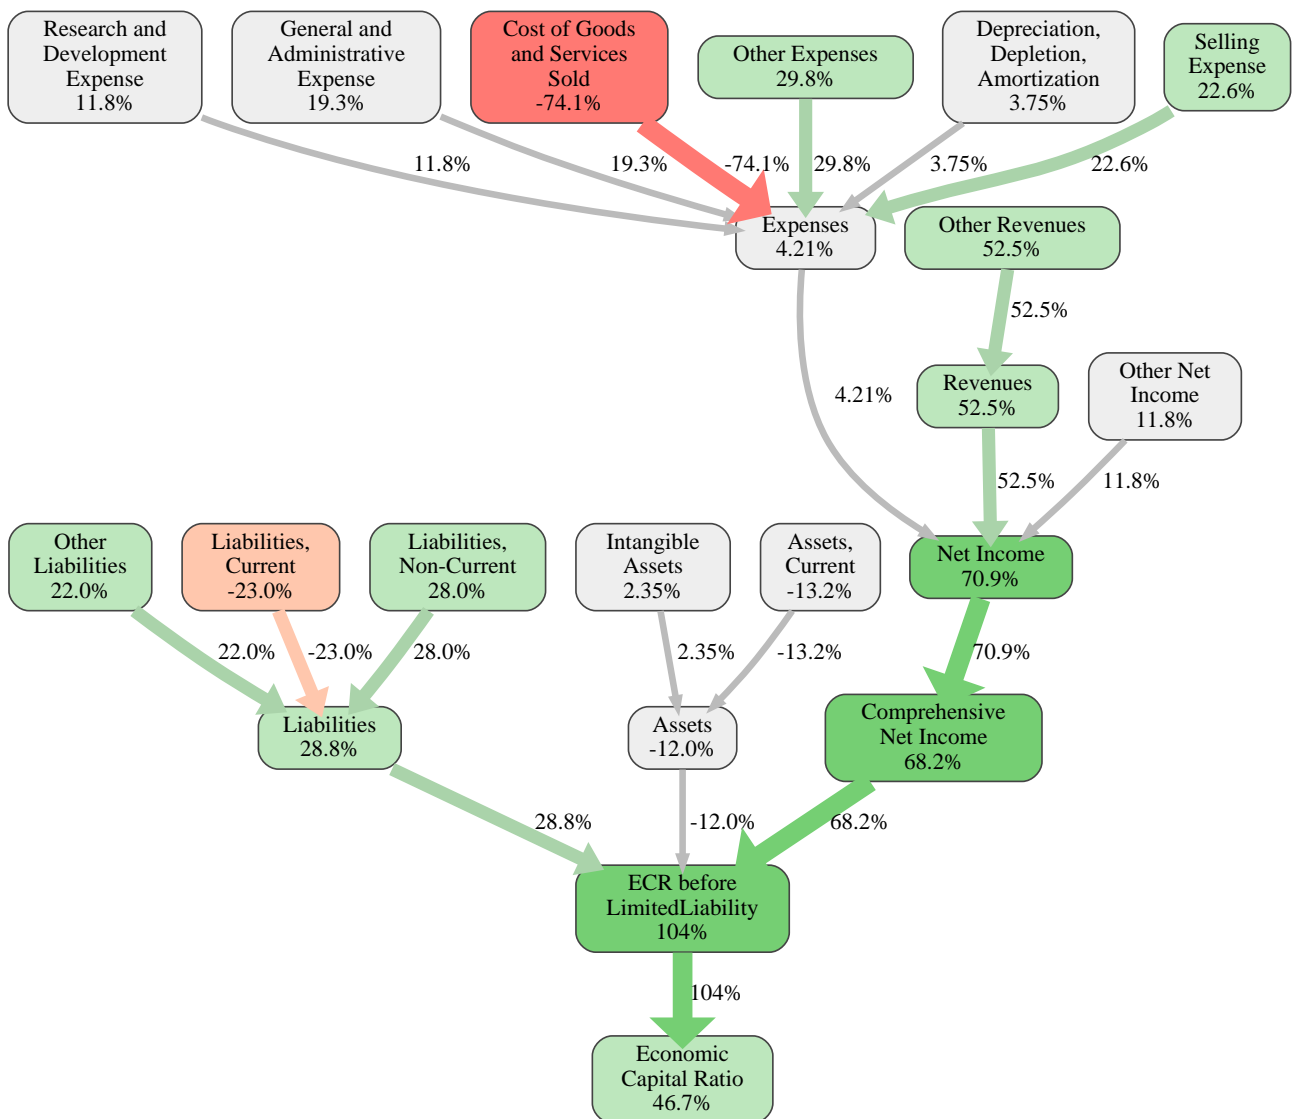 Research and
Development
Expense
11.8%
General and
Administrative
Expense
19.3%
Cost of Goods
and Services
Sold
-74.1%
Other Expenses
29.8%
Depreciation,
Depletion,
Amortization
3.75%
Selling
Expense
22.6%
11.8%
19.3%
-74.1%
29.8%
3.75%
22.6%
Expenses
4.21%
Other Revenues
52.5%
52.5%
Revenues
52.5%
Other Net
Income
11.8%
4.21%
52.5%
11.8%
Other
Liabilities
22.0%
Liabilities,
Current
-23.0%
Liabilities,
Non-Current
28.0%
Intangible
Assets
2.35%
Assets,
Current
-13.2%
Net Income
70.9%
22.0%
-23.0%
28.0%
2.35%
-13.2%
70.9%
Liabilities
28.8%
Assets
-12.0%
Comprehensive
Net Income
68.2%
28.8%
-12.0%
68.2%
ECR before
LimitedLiability
104%
104%
Economic
Capital Ratio
46.7%